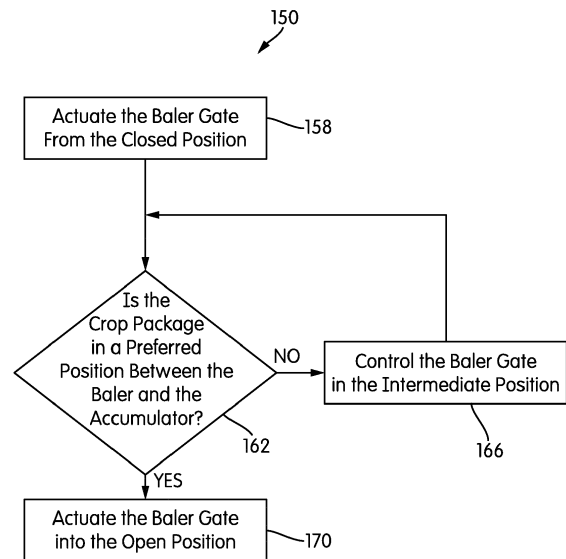 150
Actuate the Baler Gate
From the Closed Position
158
Is the
Crop Package
in a Preferred
Position Between the
Baler and the
Accumulator?
162
NO
Control the Baler Gate
in the Intermediate Position
166
YES
Actuate the Baler Gate
into the Open Position
170